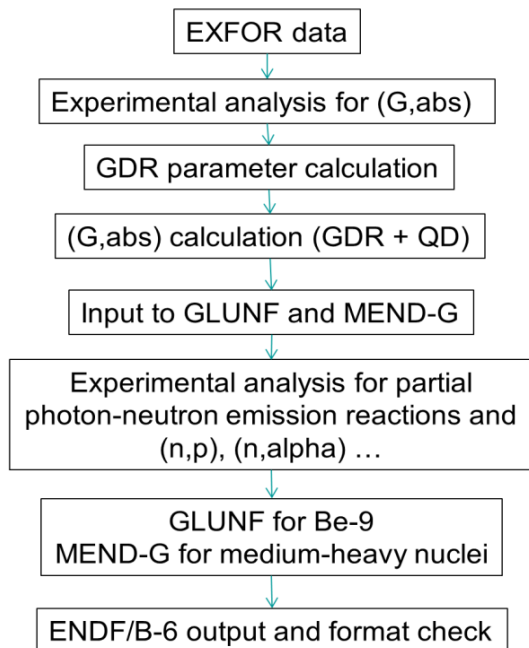 EXFOR data
Experimental analysis for (G,abs)
GDR parameter calculation
(G,abs) calculation (GDR + QD)
Input to GLUNF and MEND-G
Experimental analysis for partial
photon-neutron emission reactions and
(n,p), (n,alpha) …
GLUNF for Be-9
MEND-G for medium-heavy nuclei
ENDF/B-6 output and format check